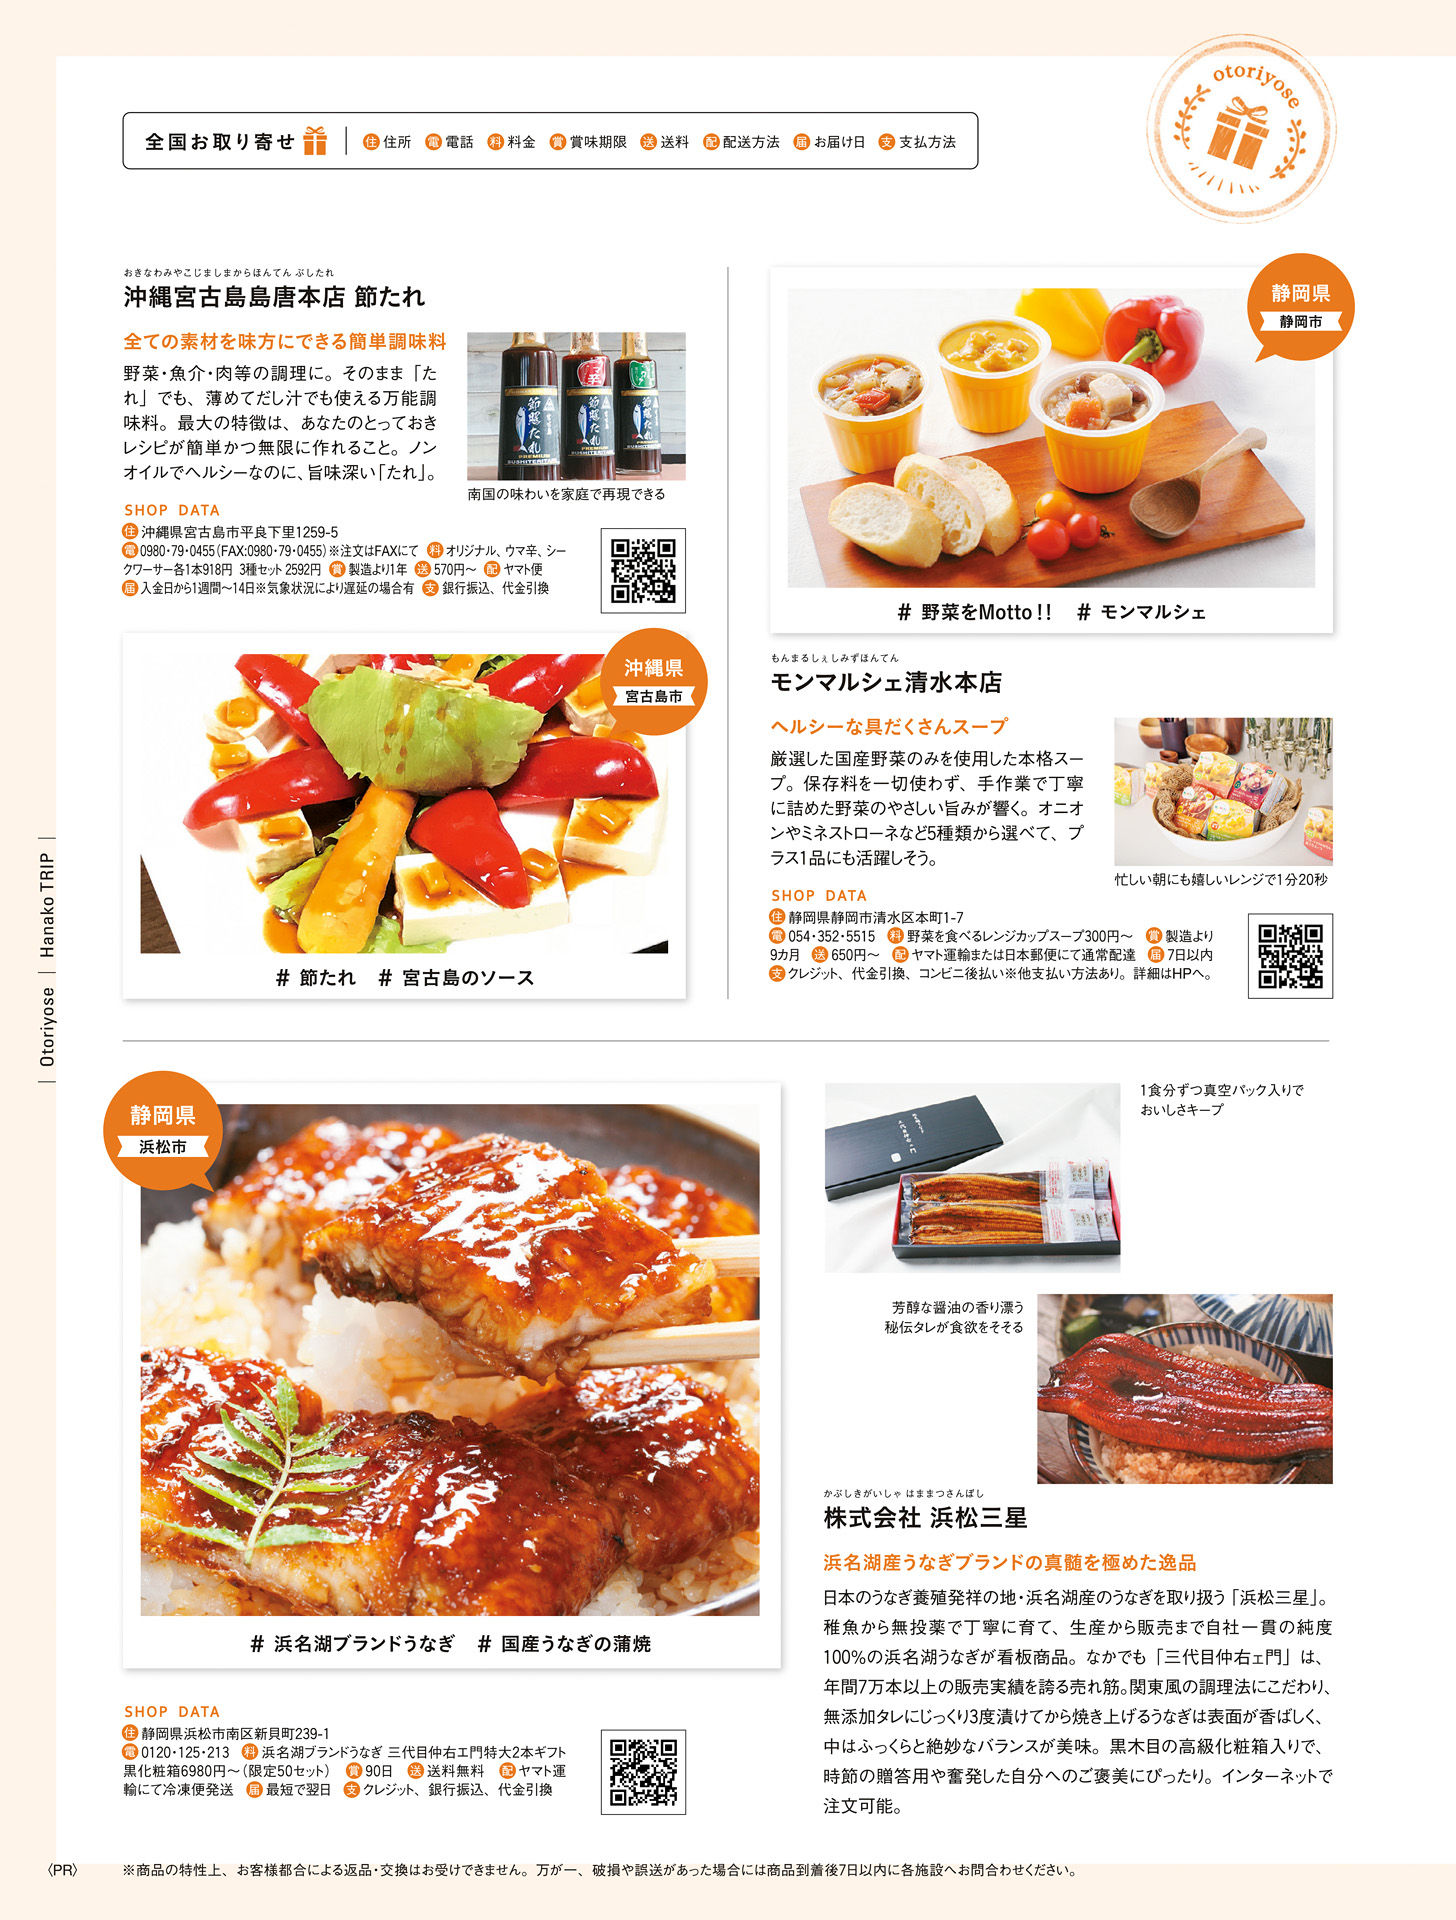 otoriyose
全国お取り寄せ
住 住所 電 電話 料 料金 賞 賞味期限 送 送料 配 配送方法 届 お届け日 支 支払方法
おきなわみやこじましまからほんてん ぶしたれ
沖縄宮古島島唐本店 節たれ
全ての素材を味方にできる簡単調味料
野菜・魚介・肉等の調理に。そのまま「た
れ」でも、薄めてだし汁でも使える万能調
味料。最大の特徴は、あなたのとっておき
レシピが簡単かつ無限に作れること。ノン
オイルでヘルシーなのに、旨味深い「たれ」。
南国の味わいを家庭で再現できる
SHOP DATA
住 沖縄県宮古島市平良下里1259-5
電 0980・79・0455（FAX:0980・79・0455）※注文はFAXにて 料 オリジナル、ウマ辛、シー
クワーサー各1本918円 3種セット 2592円 賞 製造より1年 送 570円〜 配 ヤマト便
届 入金日から1週間〜14日※気象状況により遅延の場合有 支 銀行振込、代金引換
沖縄県
宮古島市
# 節たれ # 宮古島のソース
静岡県
静岡市
# 野菜をMotto!! # モンマルシェ
もんまるしぇしみずほんてん
モンマルシェ清水本店
ヘルシーな具だくさんスープ
厳選した国産野菜のみを使用した本格スー
プ。保存料を一切使わず、手作業で丁寧
に詰めた野菜のやさしい旨みが響く。オニオ
ンやミネストローネなど5種類から選べて、プ
ラス1品にも活躍しそう。
忙しい朝にも嬉しいレンジで1分20秒
SHOP DATA
住 静岡県静岡市清水区本町1-7
電 054・352・5515 料 野菜を食べるレンジカップスープ300円〜 賞 製造より
9カ月 送 650円〜 配 ヤマト運輸または日本郵便にて通常配達 届 7日以内
支 クレジット、代金引換、コンビニ後払い※他支払い方法あり。詳細はHPへ。
Otoriyose | Hanako TRIP
静岡県
浜松市
# 浜名湖ブランドうなぎ # 国産うなぎの蒲焼
1食分ずつ真空パック入りで
おいしさキープ
芳醇な醤油の香り漂う
秘伝タレが食欲をそそる
かぶしきがいしゃ はままつさんぼし
株式会社 浜松三星
浜名湖産うなぎブランドの真髄を極めた逸品
日本のうなぎ養殖発祥の地・浜名湖産のうなぎを取り扱う「浜松三星」。
稚魚から無投薬で丁寧に育て、生産から販売まで自社一貫の純度
100%の浜名湖うなぎが看板商品。なかでも「三代目仲右ェ門」は、
年間7万本以上の販売実績を誇る売れ筋。関東風の調理法にこだわり、
無添加タレにじっくり3度漬けてから焼き上げるうなぎは表面が香ばしく、
中はふっくらと絶妙なバランスが美味。黒木目の高級化粧箱入りで、
時節の贈答用や奮発した自分へのご褒美にぴったり。インターネットで
注文可能。
SHOP DATA
住 静岡県浜松市南区新貝町239-1
電 0120・125・213 料 浜名湖ブランドうなぎ 三代目仲右エ門特大2本ギフト
黒化粧箱6980円〜（限定50セット） 賞 90日 送 送料無料 配 ヤマト運
輸にて冷凍便発送 届 最短で翌日 支 クレジット、銀行振込、代金引換
〈PR〉
※商品の特性上、お客様都合による返品・交換はお受けできません。万が一、破損や誤送があった場合には商品到着後7日以内に各施設へお問合わせください。